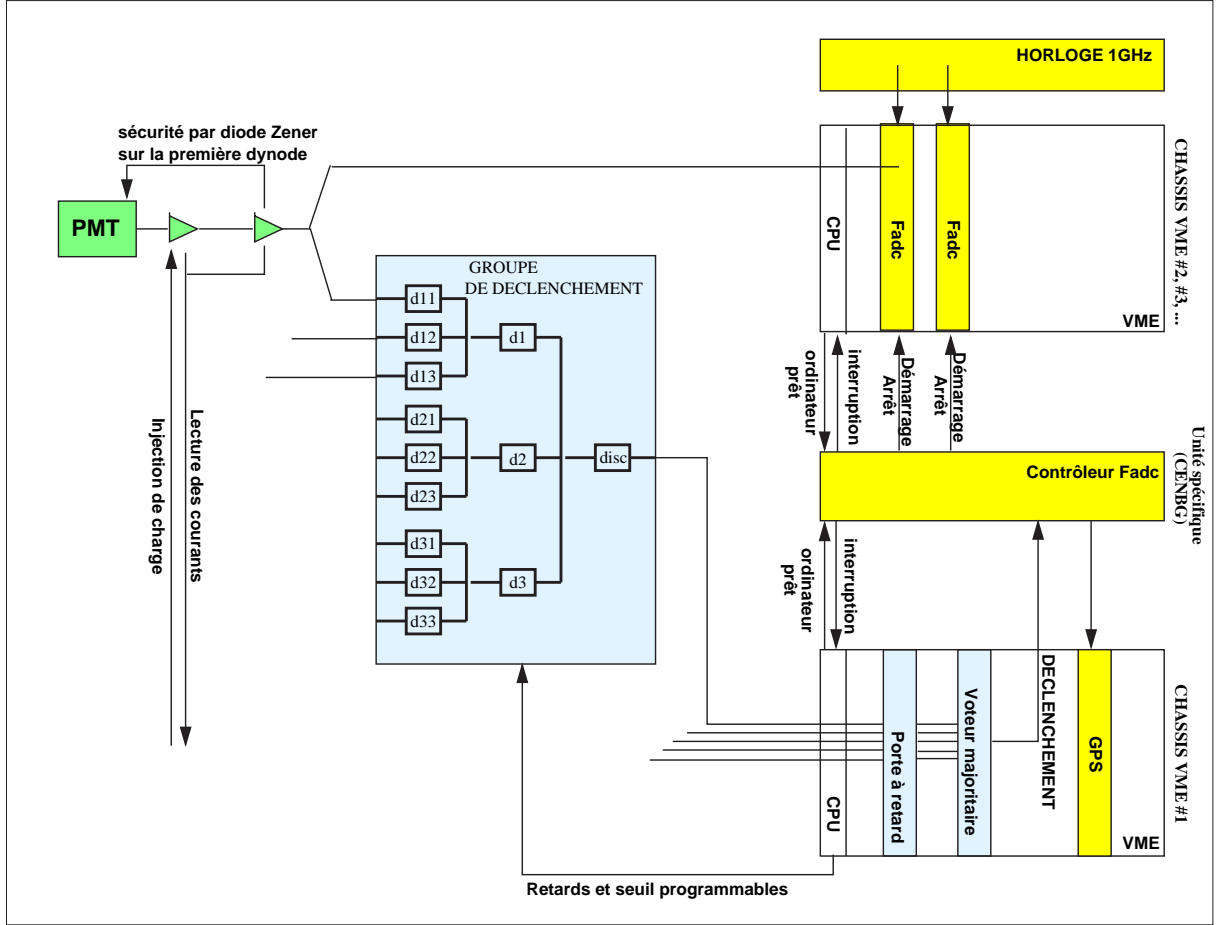 HORLOGE 1GHz
sécurité par diode Zener
sur la première dynode
PMT
CPU
Fadc
Fadc
VME
CHASSIS VME #2, #3, ...
GROUPE
DE DECLENCHEMENT
d11
d12
d13
d1
d21
d22
d23
d2
disc
d31
d32
d33
d3
Injection de charge
Lecture des courants
ordinateur
prêt
interruption
Démarrage
Arrêt
Démarrage
Arrêt
Contrôleur Fadc
Unité spécifique
(CENBG)
ordinateur
prêt
interruption
CPU
Porte à retard
Voteur majoritaire
DECLENCHEMENT
GPS
VME
CHASSIS VME #1
Retards et seuil programmables